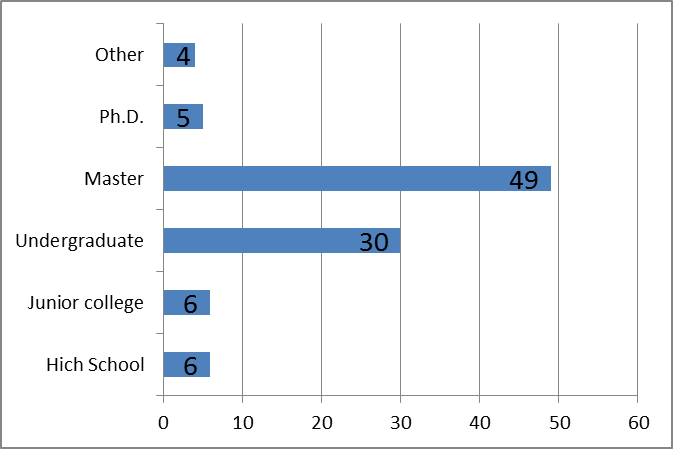 Other
4
Ph.D.
5
Master
49
Undergraduate
30
Junior college
6
Hich School
6
0 10 20 30 40 50 60